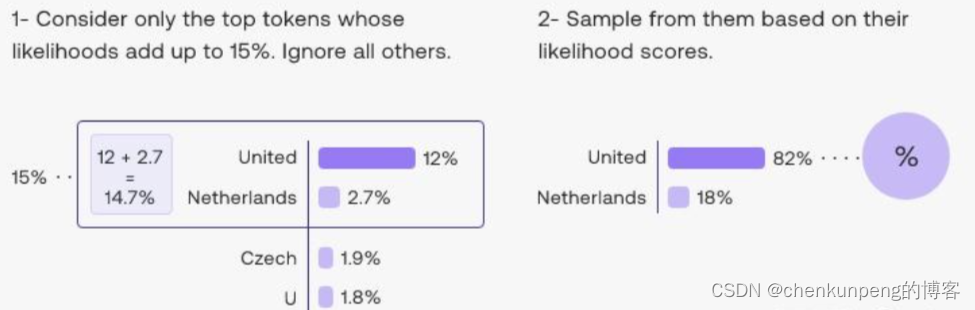 1- Consider only the top tokens whose
likelihoods add up to 15%. Ignore all others.
15%
12 + 2.7
=
14.7%
United 12%
Netherlands 2.7%
Czech 1.9%
U 1.8%
2- Sample from them based on their
likelihood scores.
United 82%
%
Netherlands 18%
CSDN @chenkunpeng的博客